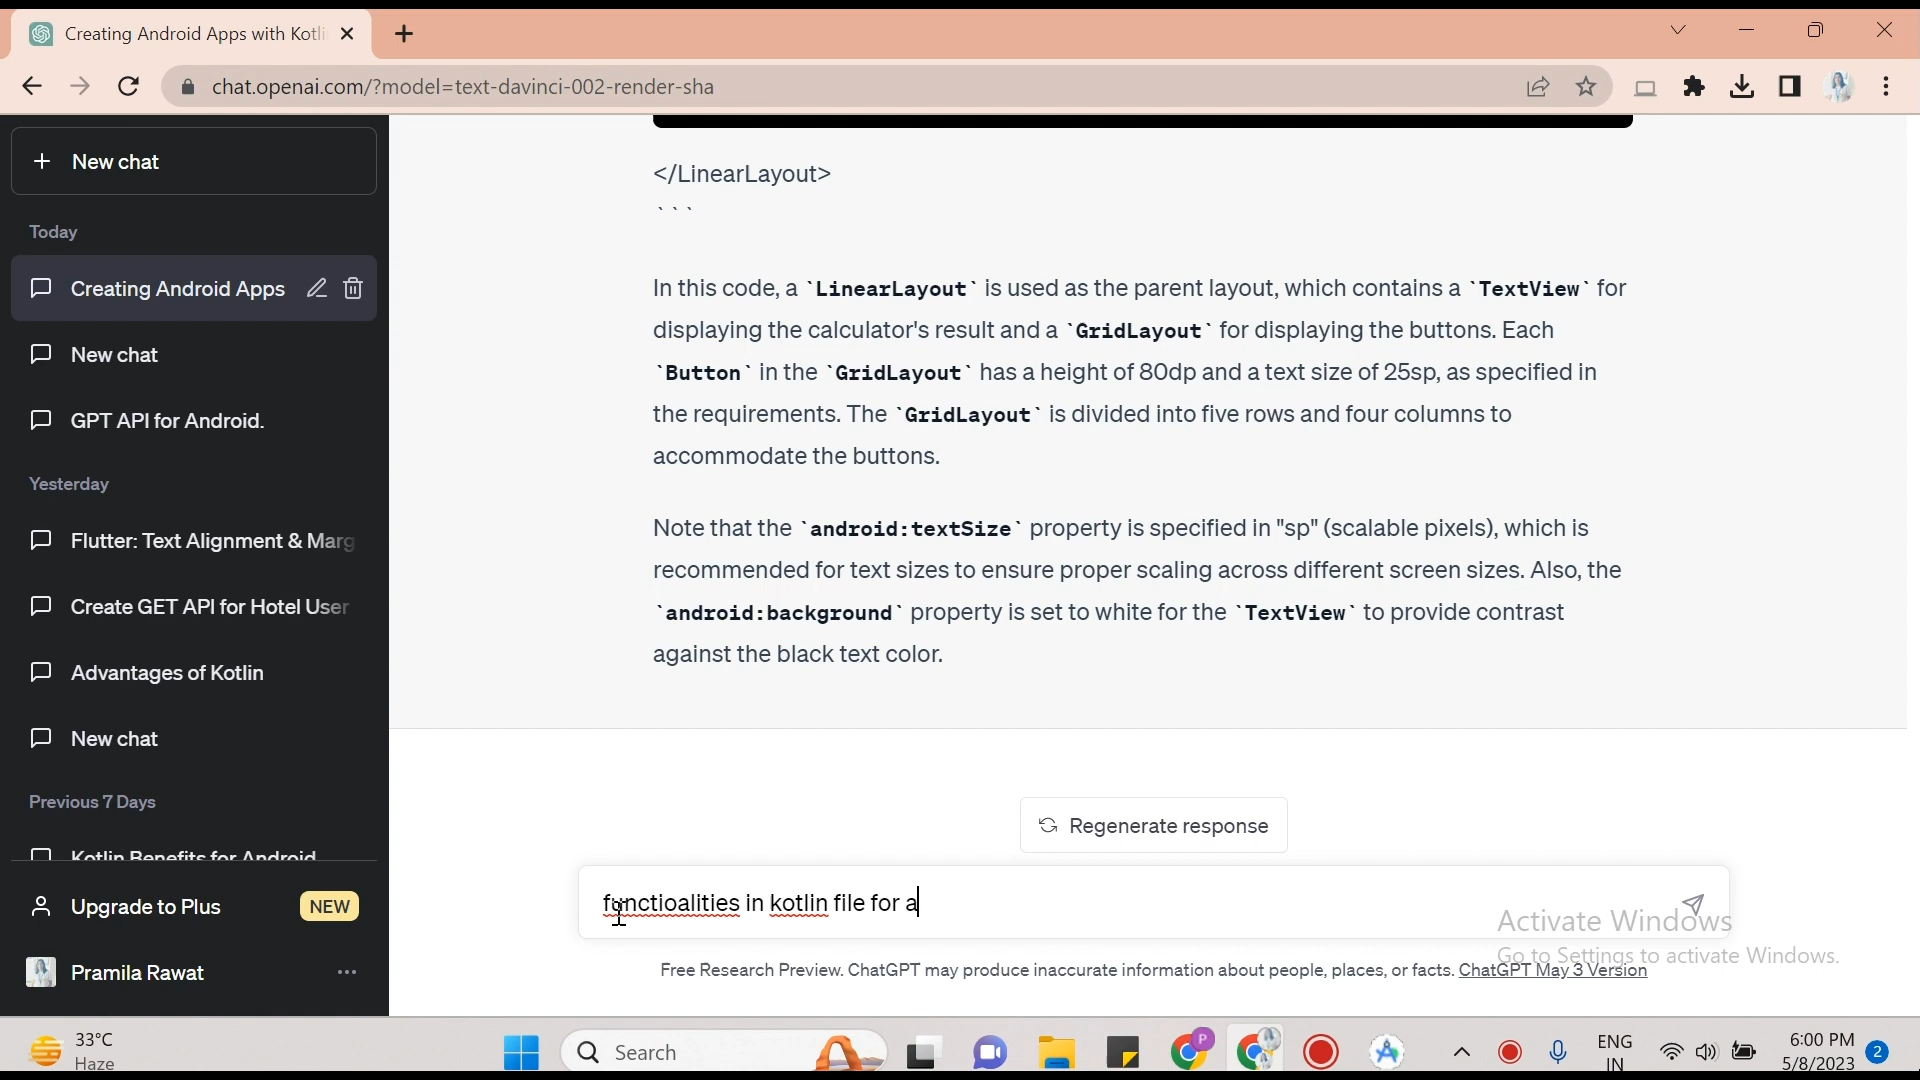 Creating Android Apps with Kotli
chat.openai.com/?model=text-davinci-002-render-sha
+ New chat
Today
Creating Android Apps
New chat
GPT API for Android.
Yesterday
Flutter: Text Alignment & Marg
Create GET API for Hotel User
Advantages of Kotlin
New chat
Previous 7 Days
Kotlin Benefits for Android
Upgrade to Plus NEW
Pramila Rawat
</LinearLayout>
```
In this code, a `LinearLayout` is used as the parent layout, which contains a `TextView` for
displaying the calculator's result and a `GridLayout` for displaying the buttons. Each
`Button` in the `GridLayout` has a height of 80dp and a text size of 25sp, as specified in
the requirements. The `GridLayout` is divided into five rows and four columns to
accommodate the buttons.
Note that the `android:textSize` property is specified in "sp" (scalable pixels), which is
recommended for text sizes to ensure proper scaling across different screen sizes. Also, the
`android:background` property is set to white for the `TextView` to provide contrast
against the black text color.
Regenerate response
functioalities in kotlin file for a
Activate Windows
Go to Settings to activate Windows.
Free Research Preview. ChatGPT may produce inaccurate information about people, places, or facts. ChatGPT May 3 Version
33°C
Haze
Search
P
ENG
IN
6:00 PM
5/8/2023
2